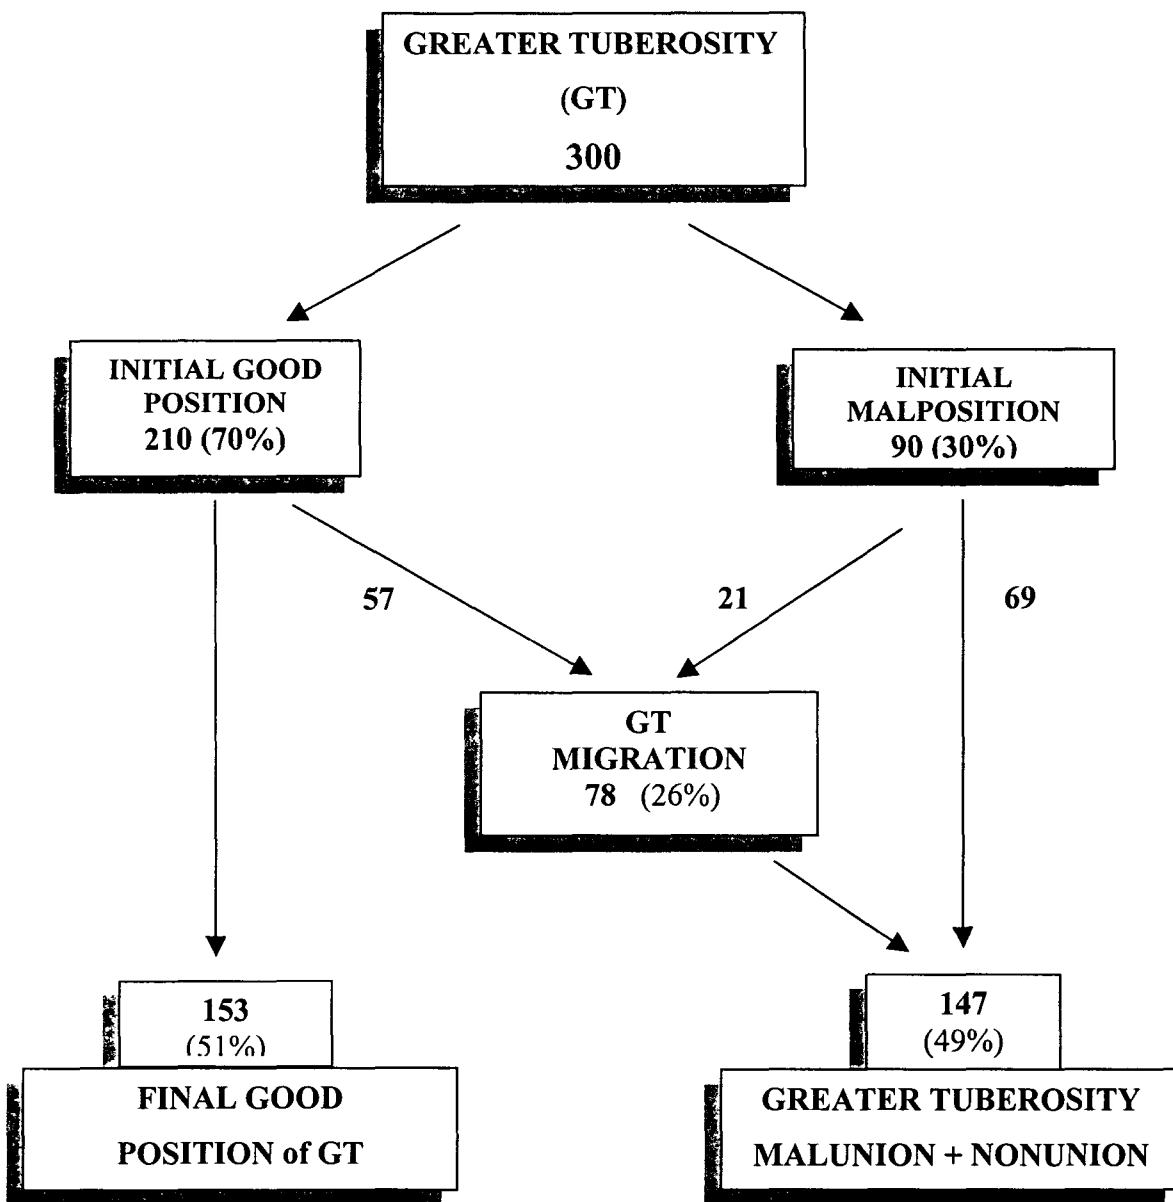 GREATER TUBEROSITY
(GT)
300
INITIAL GOOD
POSITION
210 (70%)
INITIAL
MALPOSITION
90 (30%)
57
21
69
GT
MIGRATION
78 (26%)
153
(51%)
FINAL GOOD
POSITION of GT
147
(49%)
GREATER TUBEROSITY
MALUNION + NONUNION